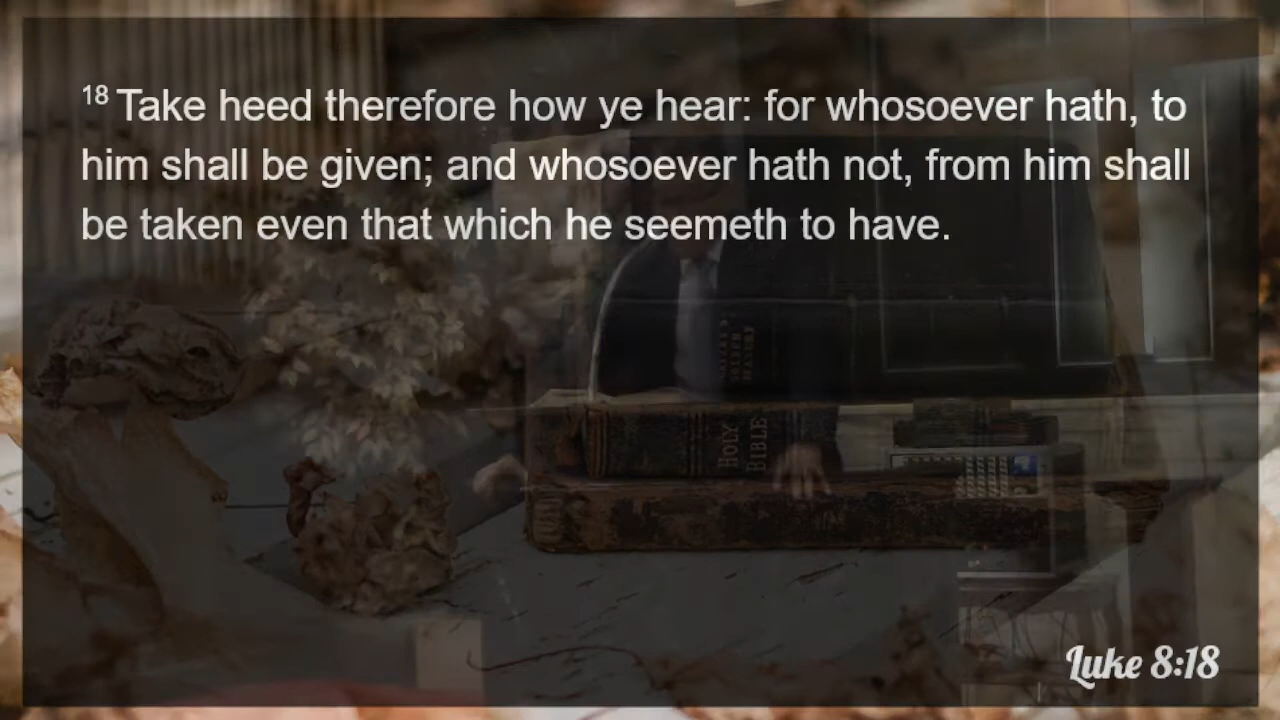 18 Take heed therefore how ye hear: for whosoever hath, to
him shall be given; and whosoever hath not, from him shall
be taken even that which he seemeth to have.
HOLY
BIBLE
Luke 8:18